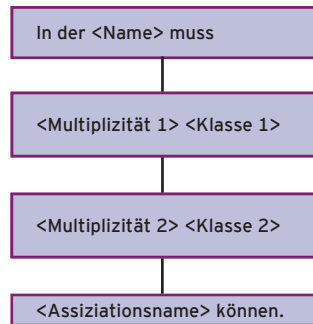 In der <Name> muss
<Multiplizität 1> <Klasse 1>
<Multiplizität 2> <Klasse 2>
<Assiziationsname> können.